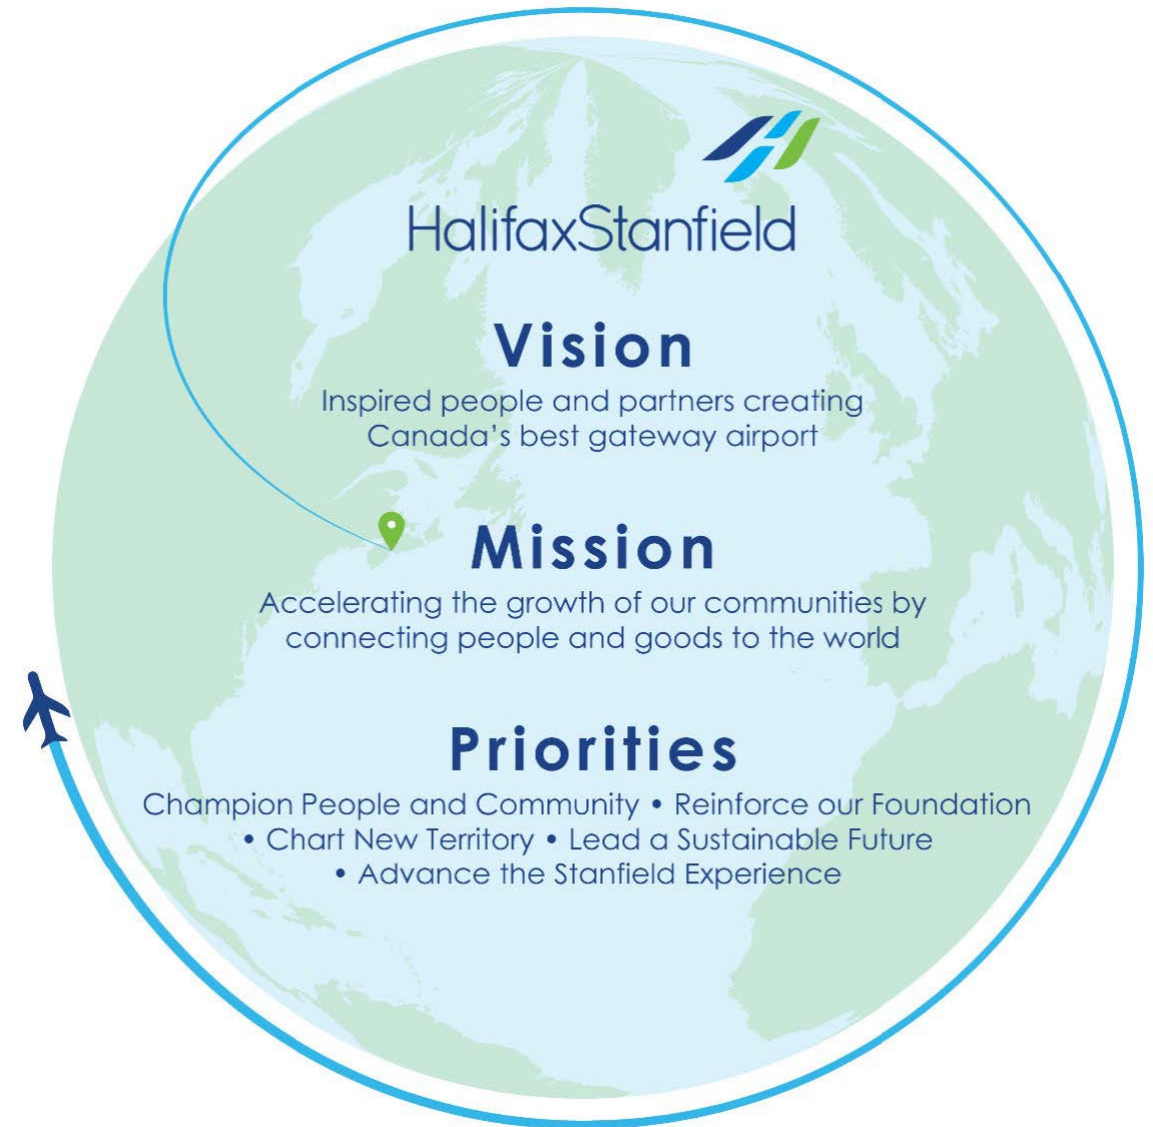 HalifaxStanfield
Vision
Inspired people and partners creating
Canada's best gateway airport
Mission
Accelerating the growth of our communities by
connecting people and goods to the world
Priorities
Champion People and Community • Reinforce our Foundation
• Chart New Territory • Lead a Sustainable Future
• Advance the Stanfield Experience